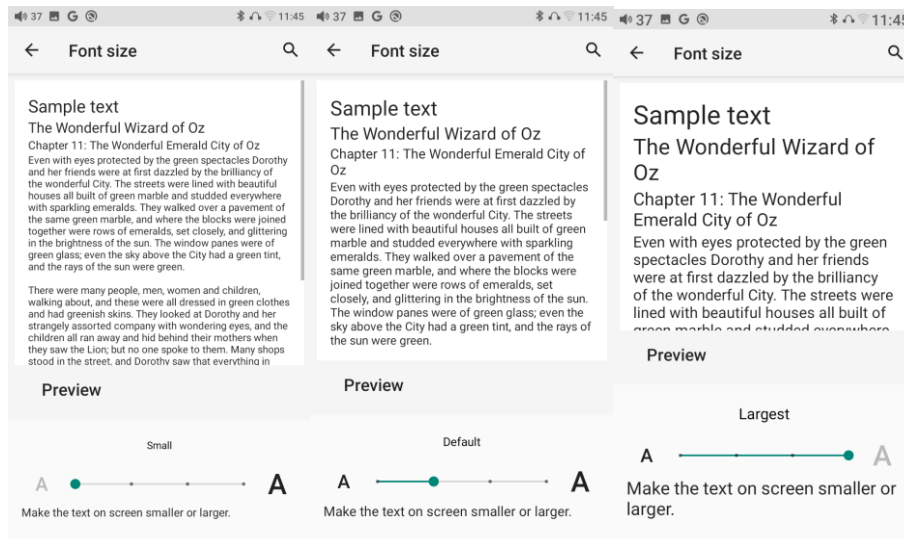 37 G 11:45
Font size
Sample text
The Wonderful Wizard of Oz
Chapter 11: The Wonderful Emerald City of Oz
Even with eyes protected by the green spectacles Dorothy
and her friends were at first dazzled by the brilliancy of
the wonderful City. The streets were lined with beautiful
houses all built of green marble and studded everywhere
with sparkling emeralds. They walked over a pavement of
the same green marble, and where the blocks were joined
together were rows of emeralds, set closely, and glittering
in the brightness of the sun. The window panes were of
green glass; even the sky above the City had a green tint,
and the rays of the sun were green.
There were many people, men, women and children,
walking about, and these were all dressed in green clothes
and had greenish skins. They looked at Dorothy and her
strangely assorted company with wondering eyes, and the
children all ran away and hid behind their mothers when
they saw the Lion; but no one spoke to them. Many shops
stood in the street, and Dorothy saw that everything in
Preview
Small
A A
Make the text on screen smaller or larger.
37 G 11:45
Font size
Sample text
The Wonderful Wizard of Oz
Chapter 11: The Wonderful Emerald City of
Oz
Even with eyes protected by the green spectacles
Dorothy and her friends were at first dazzled by
the brilliancy of the wonderful City. The streets
were lined with beautiful houses all built of green
marble and studded everywhere with sparkling
emeralds. They walked over a pavement of the
same green marble, and where the blocks were
joined together were rows of emeralds, set
closely, and glittering in the brightness of the sun.
The window panes were of green glass; even the
sky above the City had a green tint, and the rays of
the sun were green.
Preview
Default
A A
Make the text on screen smaller or larger.
37 G 11:45
Font size
Sample text
The Wonderful Wizard of
Oz
Chapter 11: The Wonderful
Emerald City of Oz
Even with eyes protected by the green
spectacles Dorothy and her friends
were at first dazzled by the brilliancy
of the wonderful City. The streets were
lined with beautiful houses all built of
green marble and studded everywhere
Preview
Largest
A A
Make the text on screen smaller or
larger.